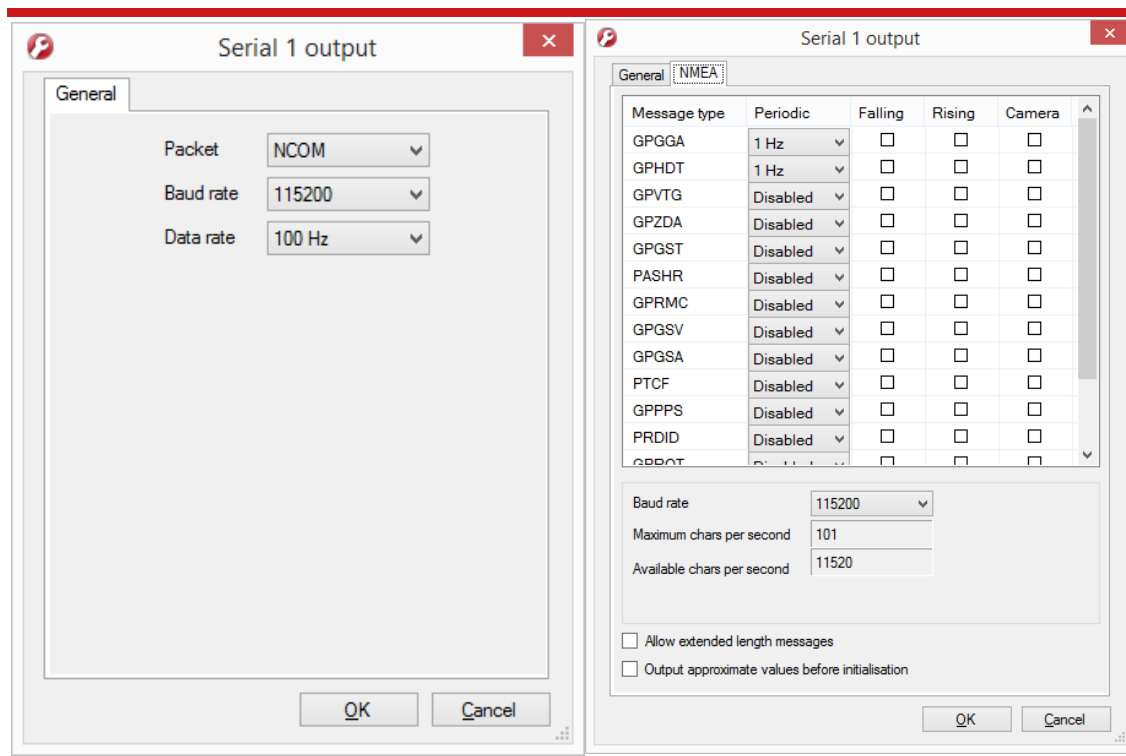 Serial 1 output
General
Packet NCOM
Baud rate 115200
Data rate 100 Hz
OK Cancel
Serial 1 output
General NMEA
Message type Periodic Falling Rising Camera
GPGGA 1 Hz
GPHDT 1 Hz
GPVTG Disabled
GPZDA Disabled
GPGST Disabled
PASHR Disabled
GPRMC Disabled
GPGSV Disabled
GPGSA Disabled
PTCF Disabled
GPPPS Disabled
PRDID Disabled
Baud rate 115200
Maximum chars per second 101
Available chars per second 11520
Allow extended length messages
Output approximate values before initialisation
OK Cancel